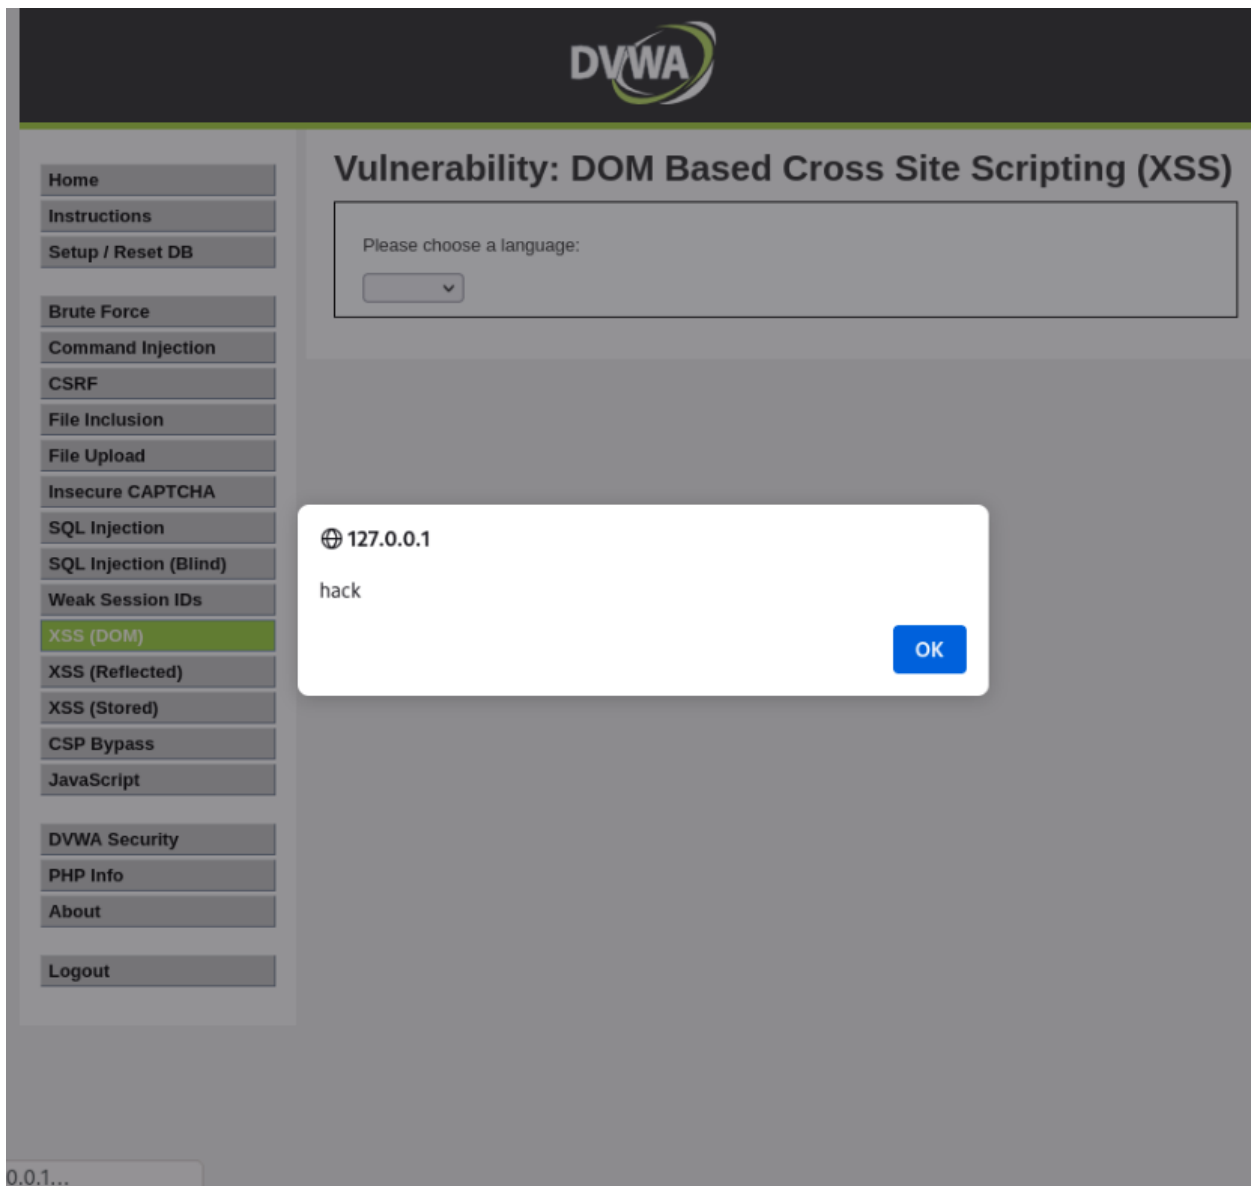 DVWA
Vulnerability: DOM Based Cross Site Scripting (XSS)
Home
Instructions
Setup / Reset DB
Brute Force
Command Injection
CSRF
File Inclusion
File Upload
Insecure CAPTCHA
SQL Injection
SQL Injection (Blind)
Weak Session IDs
XSS (DOM)
XSS (Reflected)
XSS (Stored)
CSP Bypass
JavaScript
DVWA Security
PHP Info
About
Logout
Please choose a language:
127.0.0.1
hack
OK
0.0.1...